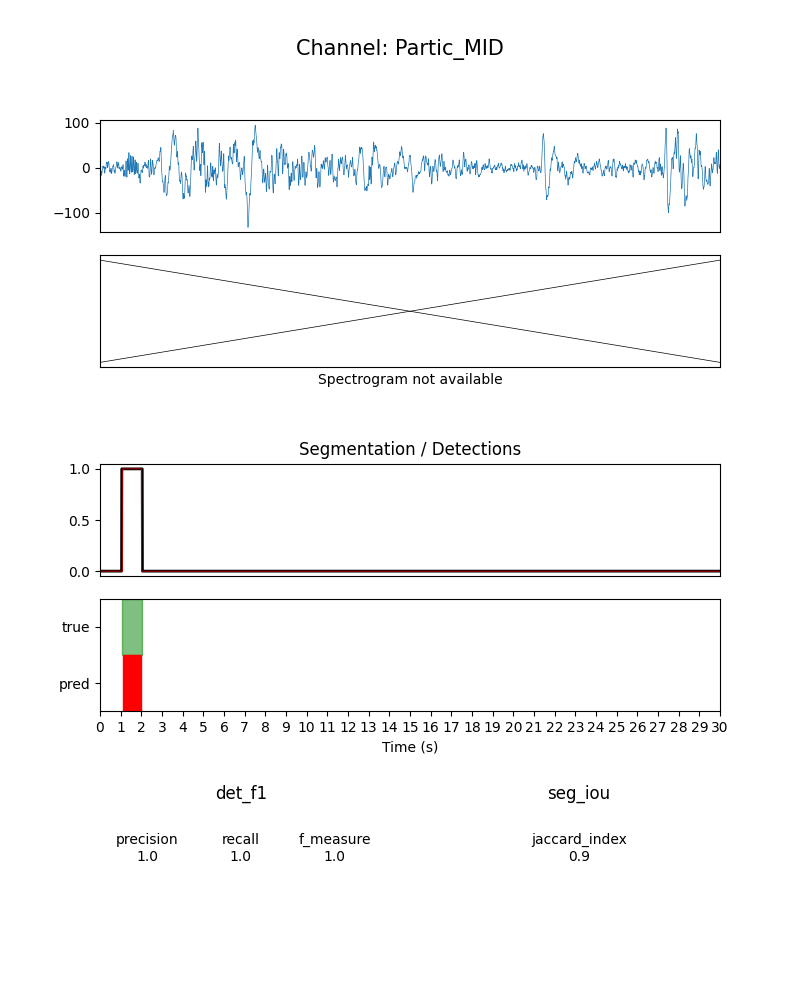 Channel: Partic_MID
100
0
−100
Spectrogram not available
Segmentation / Detections
1.0
0.5
0.0
true
pred
0 1 2 3 4 5 6 7 8 9 10 11 12 13 14 15 16 17 18 19 20 21 22 23 24 25 26 27 28 29 30
Time (s)
det_f1 seg_iou
precision recall f_measure jaccard_index
1.0 1.0 1.0 0.9